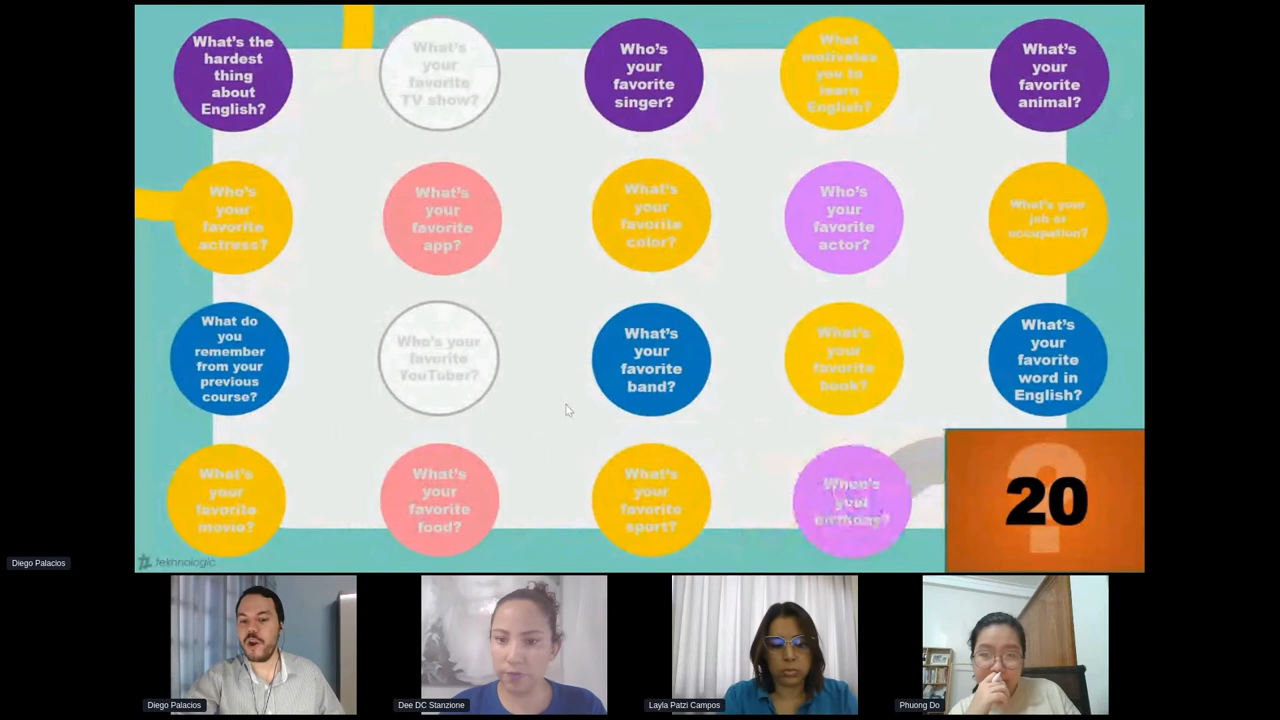 What's the
hardest
thing
about
English?
What's
your
favorite
TV show?
Who's
your
favorite
singer?
What
motivates
you to
learn
English?
What's
your
favorite
animal?
Who's
your
favorite
actress?
What's
your
favorite
app?
What's
your
favorite
color?
Who's
your
favorite
actor?
What's your
job or
occupation?
What do
you
remember
from your
previous
course?
Who's your
favorite
YouTuber?
What's
your
favorite
band?
What's
your
favorite
book?
What's
your
favorite
word in
English?
What's
your
favorite
movie?
What's
your
favorite
food?
What's
your
favorite
sport?
When's
your
birthday?
?
20
teknnologic
Diego Palacios
Diego Palacios
Dee DC Stanzione
Layla Patzi Campos
Phuong Do